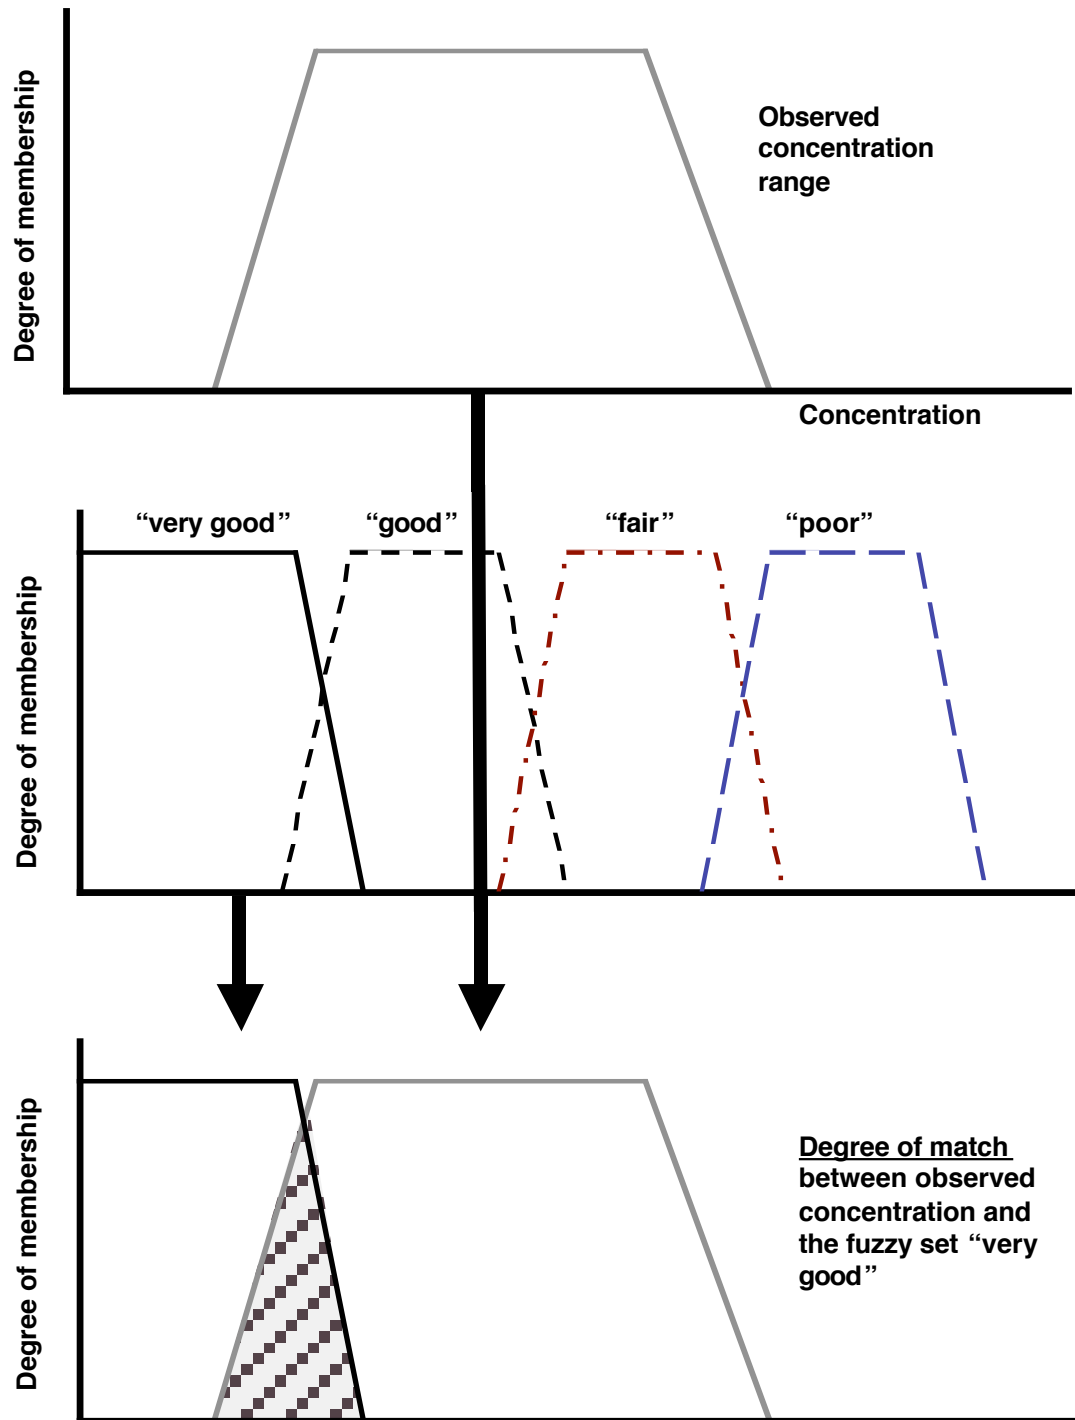 Degree of membership
Observed
concentration
range
Concentration
“very good”
“good”
“fair”
“poor”
Degree of membership
Degree of membership
Degree of match
between observed
concentration and
the fuzzy set “very
good”